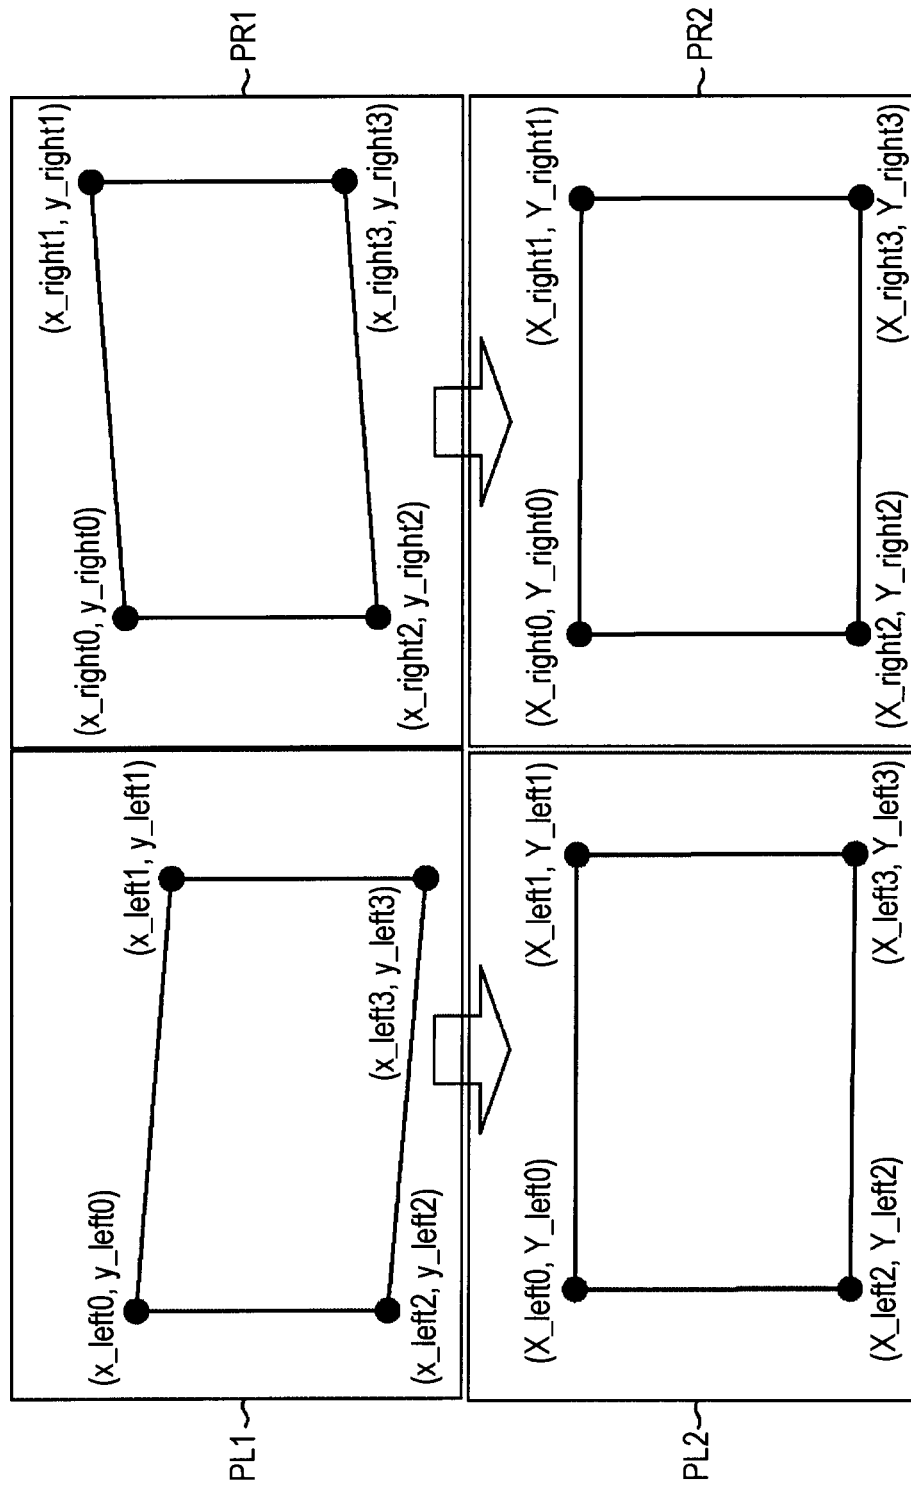 PL1
(x_left0, y_left0)
(x_left1, y_left1)
(x_left2, y_left2)
(x_left3, y_left3)
PR1
(x_right0, y_right0)
(x_right1, y_right1)
(x_right2, y_right2)
(x_right3, y_right3)
PL2
(X_left0, Y_left0)
(X_left1, Y_left1)
(X_left2, Y_left2)
(X_left3, Y_left3)
PR2
(X_right0, Y_right0)
(X_right1, Y_right1)
(X_right2, Y_right2)
(X_right3, Y_right3)